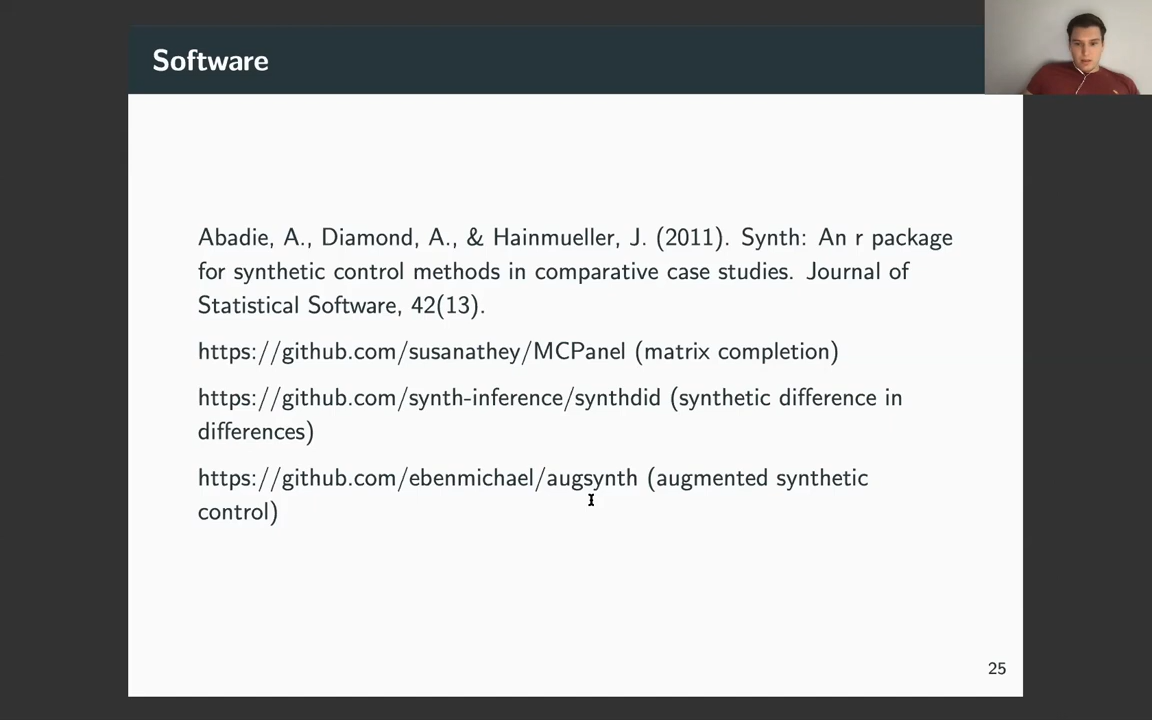 Software
Abadie, A., Diamond, A., & Hainmueller, J. (2011). Synth: An r package
for synthetic control methods in comparative case studies. Journal of
Statistical Software, 42(13).
https://github.com/susanathey/MCPanel (matrix completion)
https://github.com/synth-inference/synthdid (synthetic difference in
differences)
https://github.com/ebenmichael/augsynth (augmented synthetic
control)
25